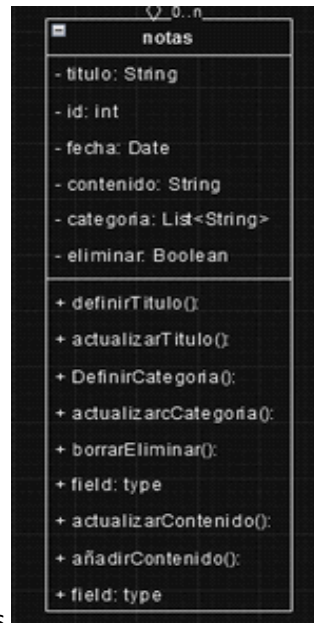 0..n
notas
- titulo: String
- id: int
- fecha: Date
- contenido: String
- categoria: List<String>
- eliminar: Boolean
+ definirTitulo():
+ actualizarTitulo():
+ DefinirCategoria():
+ actualizarcCategoria():
+ borrarEliminar():
+ field: type
+ actualizarContenido():
+ añadirContenido():
+ field: type
s